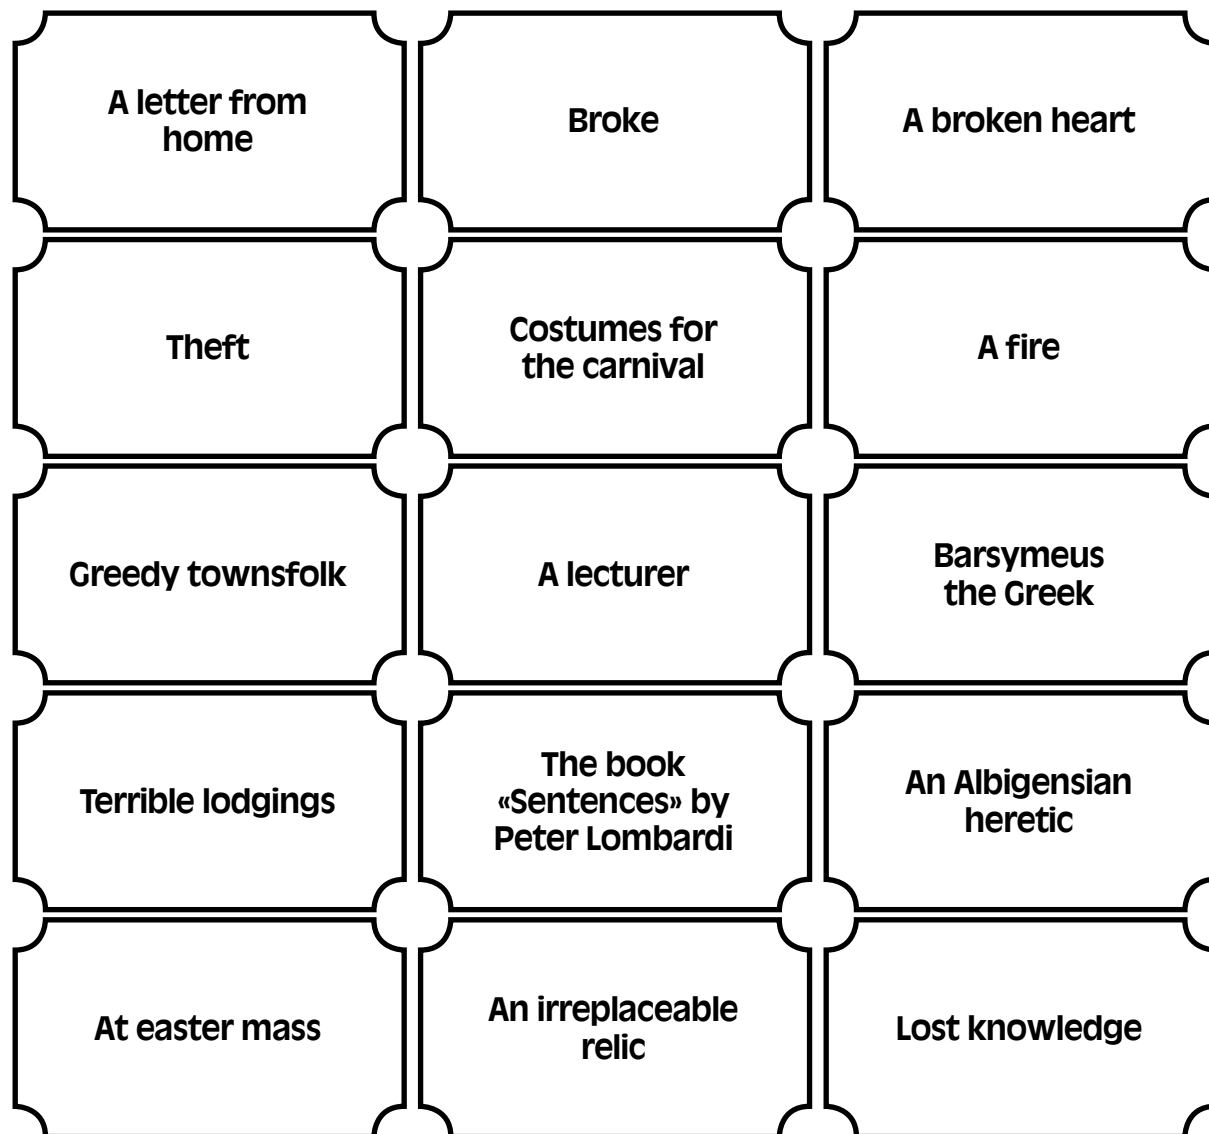 A letter from
home
Broke
A broken heart
Theft
Costumes for
the carnival
A fire
Greedy townsfolk
A lecturer
Barsymeus
the Greek
Terrible lodgings
The book
«Sentences» by
Peter Lombardi
An Albigensian
heretic
At easter mass
An irreplaceable
relic
Lost knowledge